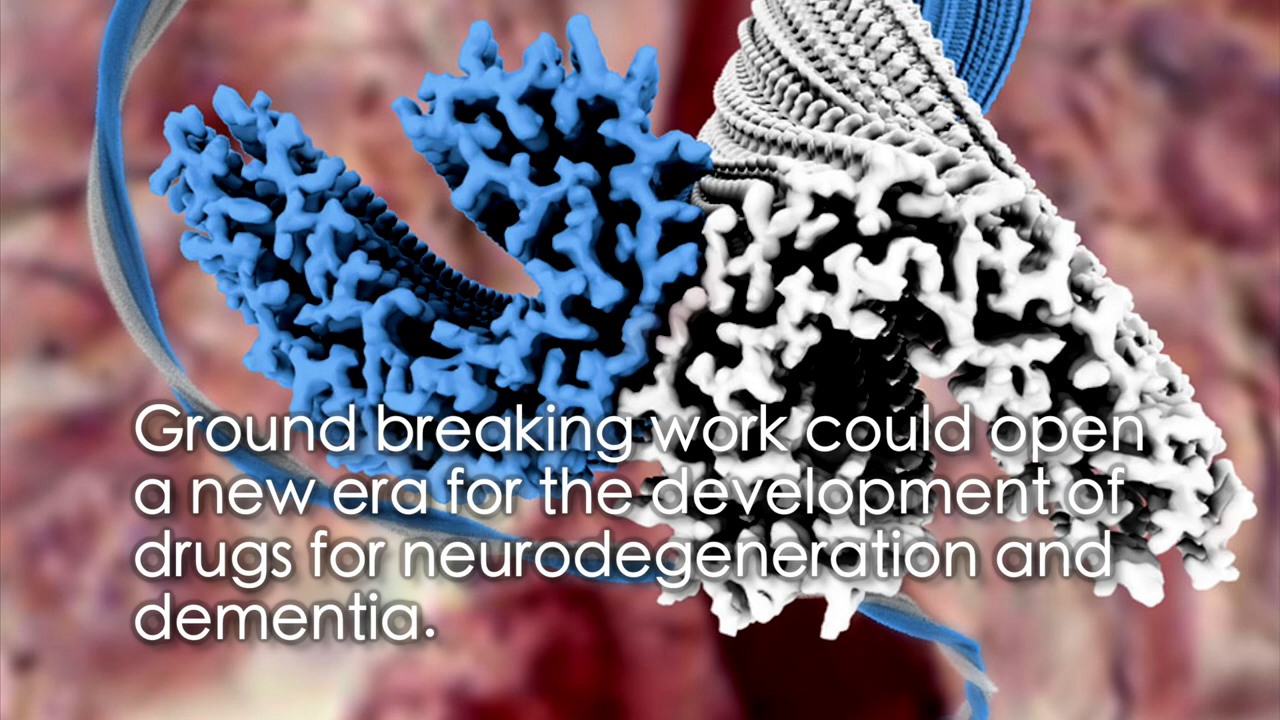 Ground breaking work could open
a new era for the development of
drugs for neurodegeneration and
dementia.